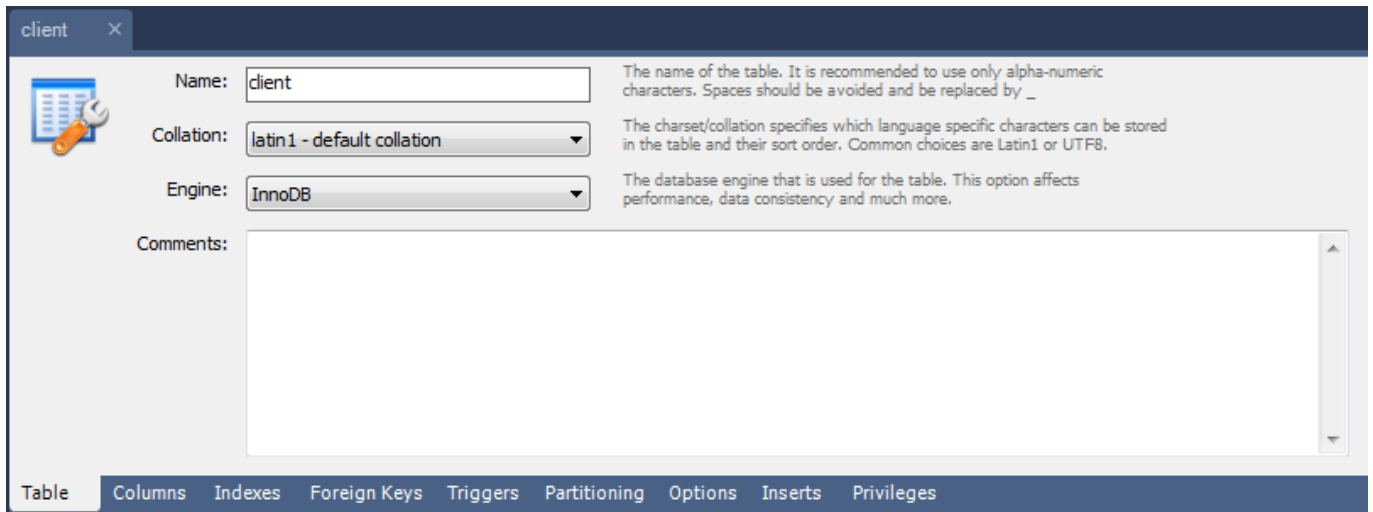 client
Name: client
The name of the table. It is recommended to use only alpha-numeric
characters. Spaces should be avoided and be replaced by _
Collation: latin1 - default collation
The charset/collation specifies which language specific characters can be stored
in the table and their sort order. Common choices are Latin1 or UTF8.
Engine: InnoDB
The database engine that is used for the table. This option affects
performance, data consistency and much more.
Comments:
Table Columns Indexes Foreign Keys Triggers Partitioning Options Inserts Privileges